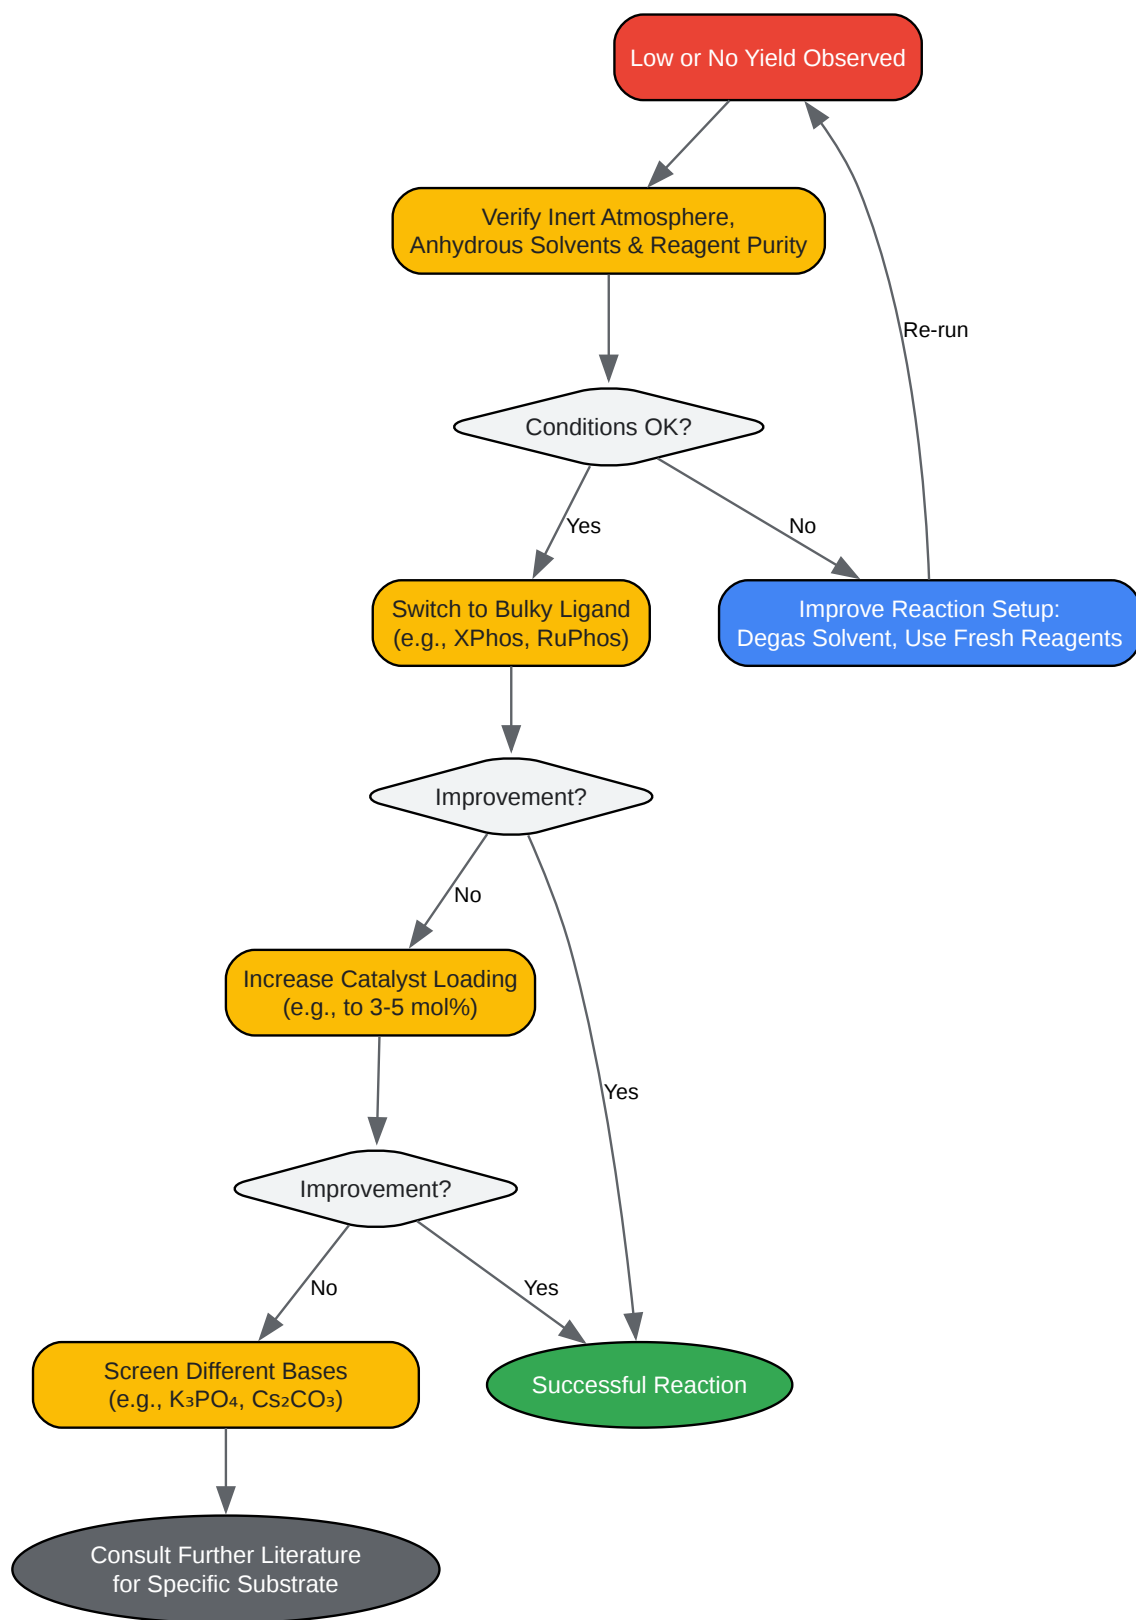 Low or No Yield Observed
Verify Inert Atmosphere,
Anhydrous Solvents & Reagent Purity
Re-run
Conditions OK?
Yes
No
Switch to Bulky Ligand
(e.g., XPhos, RuPhos)
Improve Reaction Setup:
Degas Solvent, Use Fresh Reagents
Improvement?
No
Increase Catalyst Loading
(e.g., to 3-5 mol%)
Yes
Improvement?
No
Yes
Screen Different Bases
(e.g., K₃PO₄, Cs₂CO₃)
Successful Reaction
Consult Further Literature
for Specific Substrate